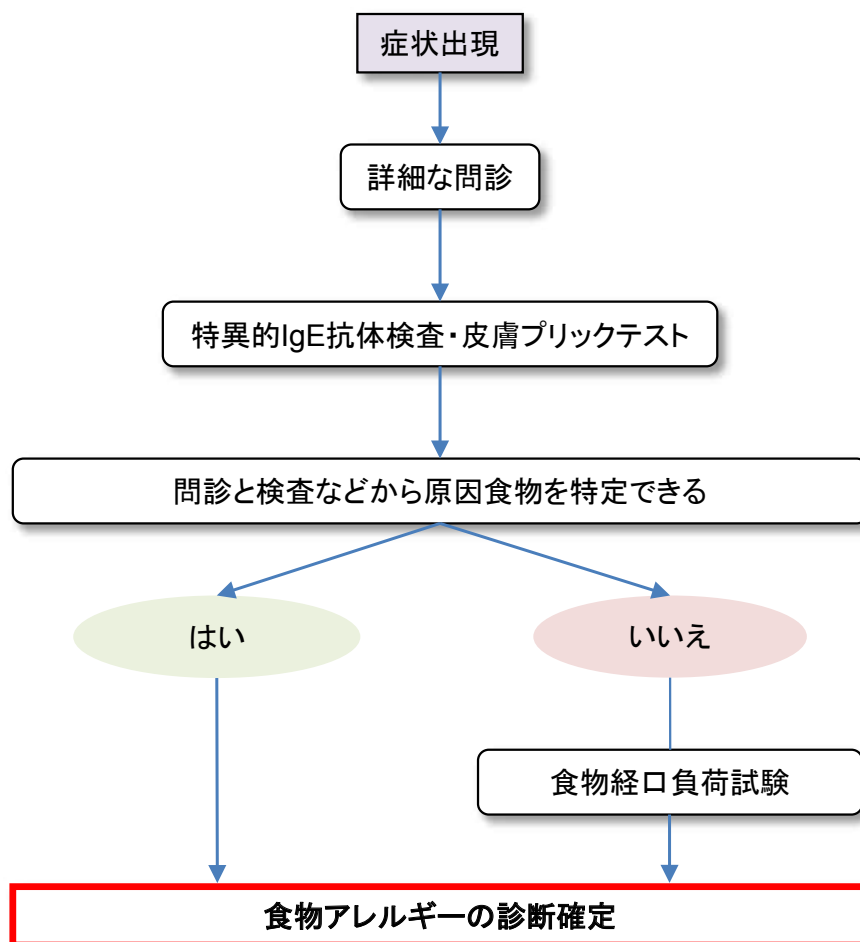 症状出現
詳細な問診
特異的IgE抗体検査・皮膚プリックテスト
問診と検査などから原因食物を特定できる
はい
いいえ
食物経口負荷試験
食物アレルギーの診断確定